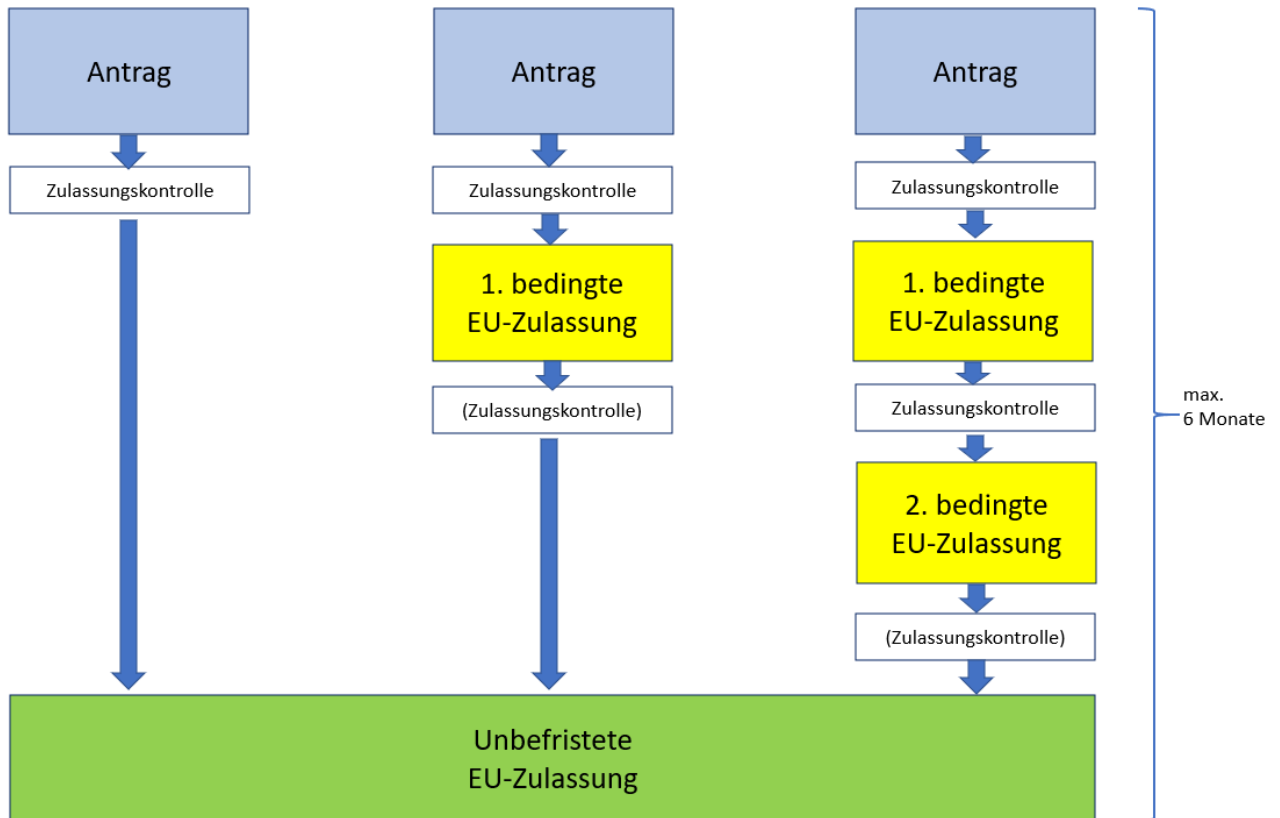 Antrag
Zulassungskontrolle
Antrag
Zulassungskontrolle
1. bedingte
EU-Zulassung
(Zulassungskontrolle)
Antrag
Zulassungskontrolle
1. bedingte
EU-Zulassung
Zulassungskontrolle
2. bedingte
EU-Zulassung
(Zulassungskontrolle)
Unbefristete
EU-Zulassung
max.
6 Monate